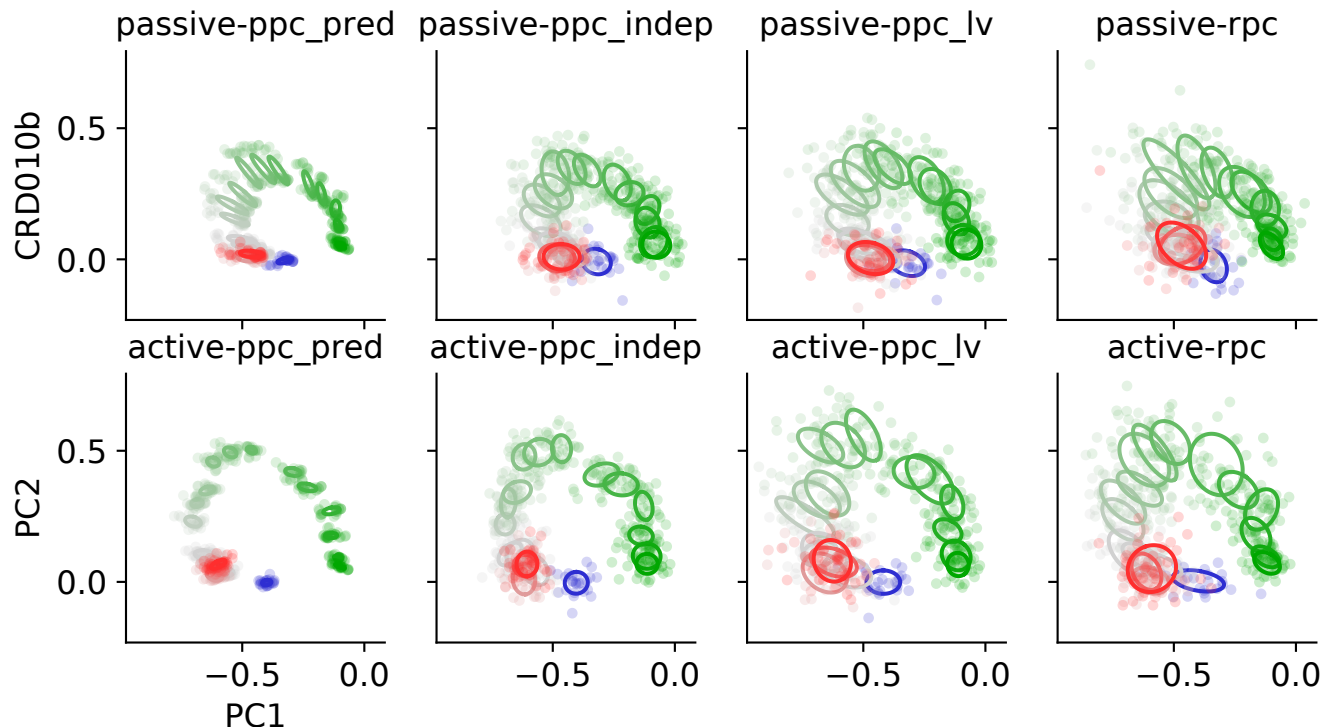 passive-ppc_pred passive-ppc_indep passive-ppc_lv passive-rpc
CRD010b
0.5
0.0
active-ppc_pred active-ppc_indep active-ppc_lv active-rpc
PC2
0.5
0.0
−0.5 0.0 −0.5 0.0 −0.5 0.0 −0.5 0.0
PC1